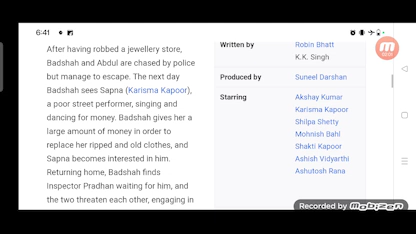 6:41
After having robbed a jewellery store,
Badshah and Abdul are chased by police
but manage to escape. The next day
Badshah sees Sapna (Karisma Kapoor),
a poor street performer, singing and
dancing for money. Badshah gives her a
large amount of money in order to
replace her ripped and old clothes, and
Sapna becomes interested in him.
Returning home, Badshah finds
Inspector Pradhan waiting for him, and
the two threaten each other, engaging in
Written by Robin Bhatt
K.K. Singh
Produced by Suneel Darshan
Starring Akshay Kumar
Karisma Kapoor
Shilpa Shetty
Mohnish Bahl
Shakti Kapoor
Ashish Vidyarthi
Ashutosh Rana
Recorded by Mobizen